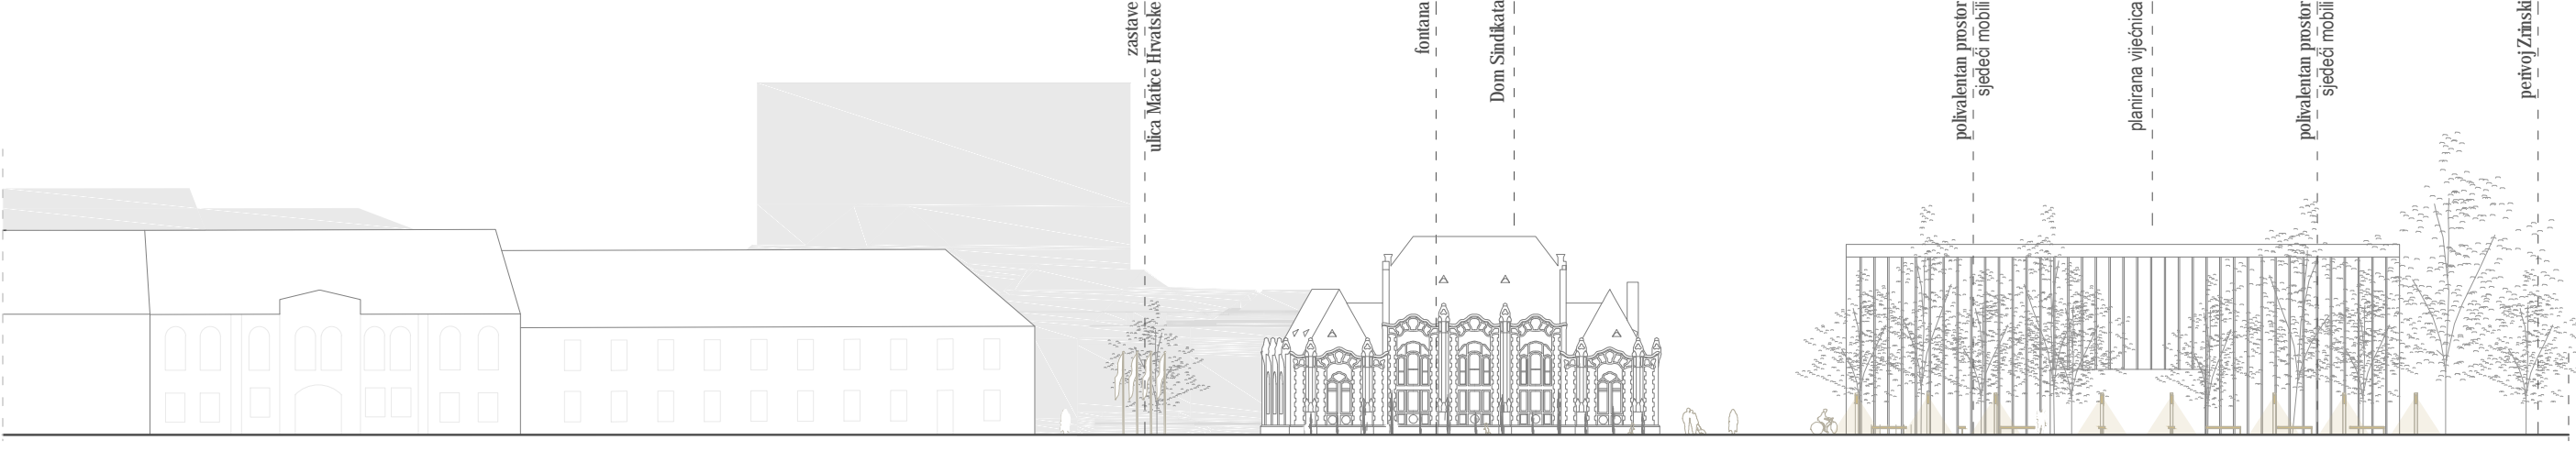 zastave
ulica Matice Hrvatske
fontana
Dom Sindikata
polivalentan prostor
sjedeći mobili
planirana vijećnica
polivalentan prostor
sjedeći mobili
perivoj Zrinski